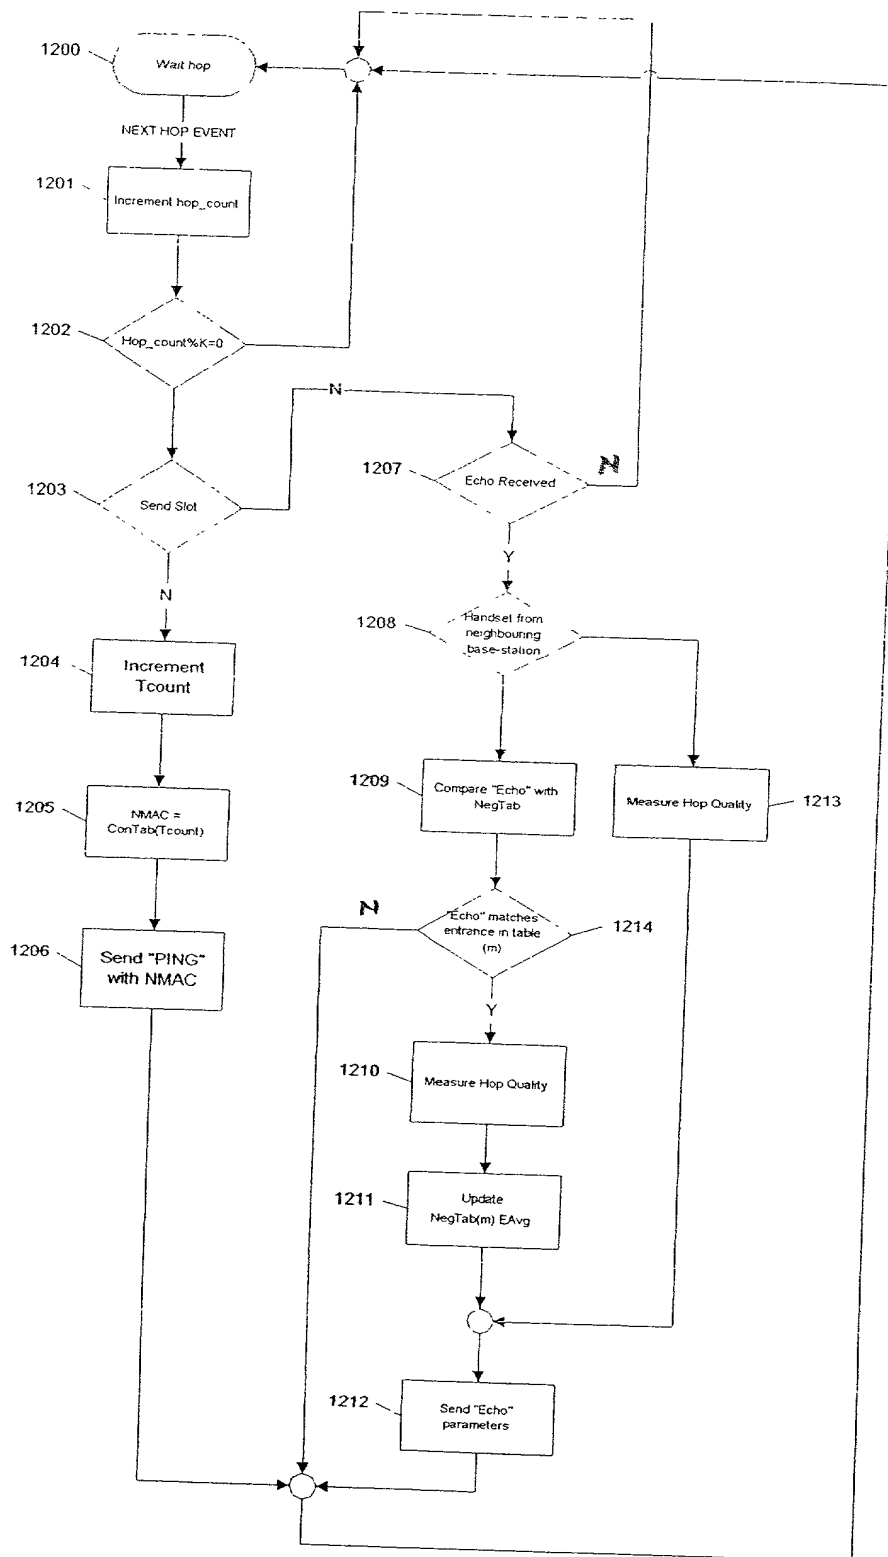 1200
Wait hop
NEXT HOP EVENT
1201
Increment hop_count
1202
Hop_count%K=0
N
1203
Send Slot
1207
Echo Received
N
Y
N
1208
Handset from
neighbouring
base-station
1204
Increment
Tcount
1209
Compare "Echo" with
NegTab
Measure Hop Quality
1213
1205
NMAC =
ConTab(Tcount)
N
"Echo" matches
entrance in table
(m)
1214
1206
Send "PING"
with NMAC
Y
1210
Measure Hop Quality
1211
Update
NegTab(m) EAvg
1212
Send "Echo"
parameters